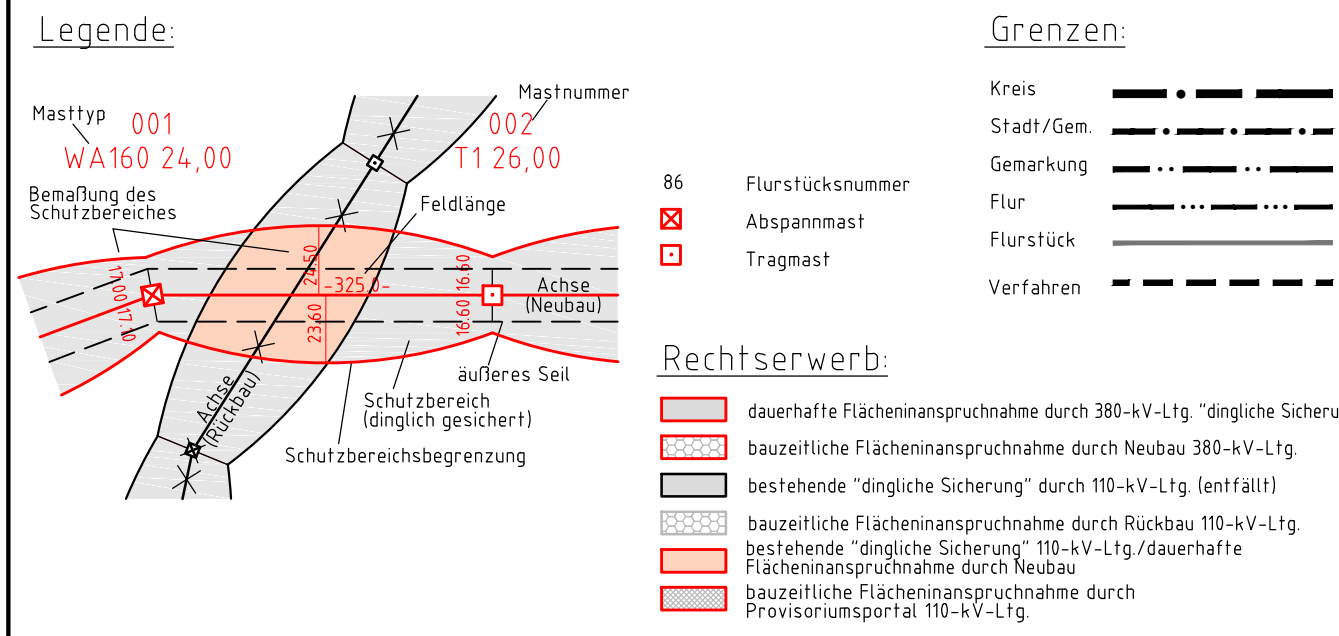 Legende:
Masttyp
001
WA160 24,00
Mastnummer
002
T1 26,00
Bemaßung des
Schutzbereiches
Feldlänge
24.50
-325.0-
23.60
17.00
17.10
16.60
16.60
Achse
(Neubau)
äußeres Seil
Achse
(Rückbau)
Schutzbereich
(dinglich gesichert)
Schutzbereichsbegrenzung
86 Flurstücksnummer
Abspannmast
Tragmast
Grenzen:
Kreis
Stadt/Gem.
Gemarkung
Flur
Flurstück
Verfahren
Rechtserwerb:
dauerhafte Flächeninanspruchnahme durch 380-kV-Ltg. "dingliche Sicheru
bauzeitliche Flächeninanspruchnahme durch Neubau 380-kV-Ltg.
bestehende "dingliche Sicherung" durch 110-kV-Ltg. (entfällt)
bauzeitliche Flächeninanspruchnahme durch Rückbau 110-kV-Ltg.
bestehende "dingliche Sicherung" 110-kV-Ltg./dauerhafte
Flächeninanspruchnahme durch Neubau
bauzeitliche Flächeninanspruchnahme durch
Provisoriumsportal 110-kV-Ltg.